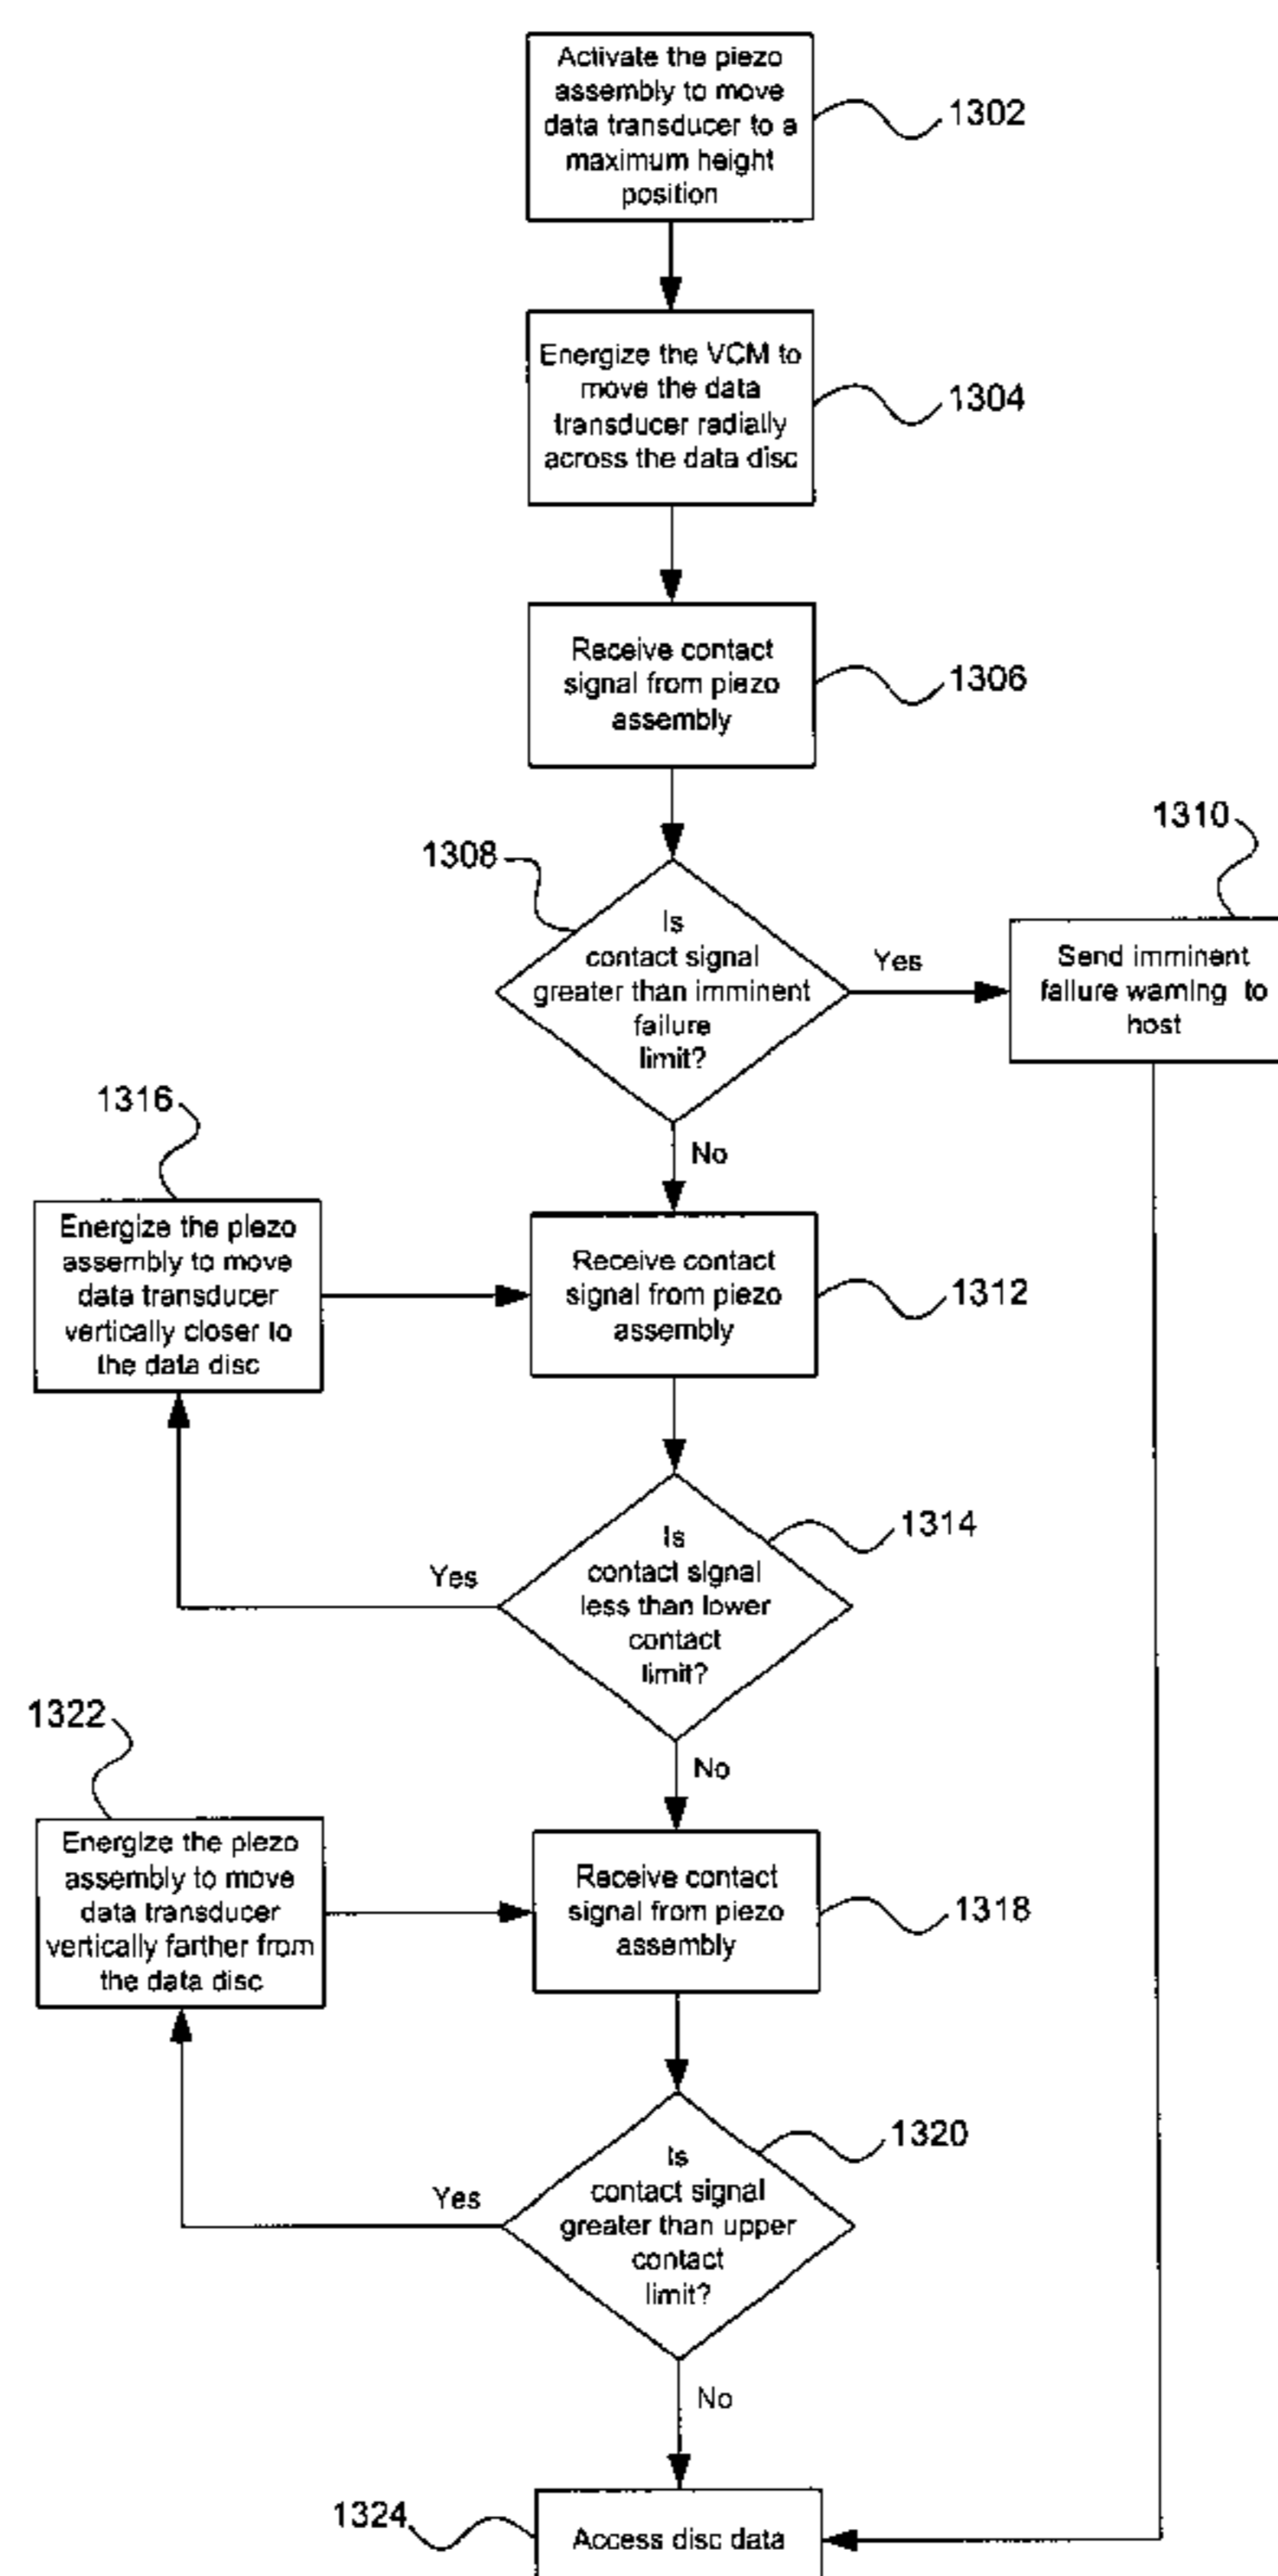 Activate the piezo
assembly to move
data transducer to a
maximum height
position
1302
Energize the VCM to
move the data
transducer radially
across the data disc
1304
Receive contact
signal from piezo
assembly
1306
1308
Is
contact signal
greater than imminent
failure
limit?
Yes
1310
Send imminent
failure warning to
host
No
1316
Energize the piezo
assembly to move
data transducer
vertically closer to
the data disc
Receive contact
signal from piezo
assembly
1312
Is
contact signal
less than lower
contact
limit?
1314
Yes
No
1322
Energize the piezo
assembly to move
data transducer
vertically farther from
the data disc
Receive contact
signal from piezo
assembly
1318
Is
contact signal
greater than upper
contact
limit?
1320
Yes
No
1324
Access disc data